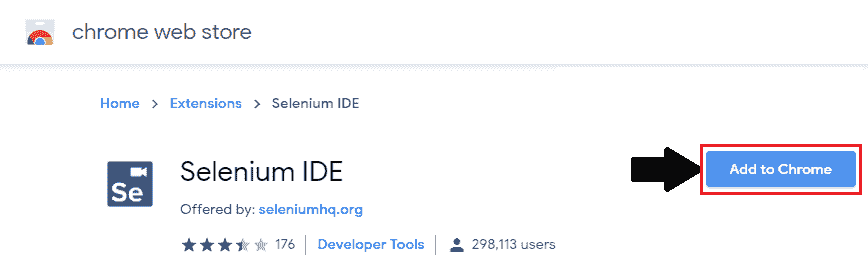 chrome web store
Home > Extensions > Selenium IDE
Se
Selenium IDE
Add to Chrome
Offered by: seleniumhq.org
176 | Developer Tools | 298,113 users